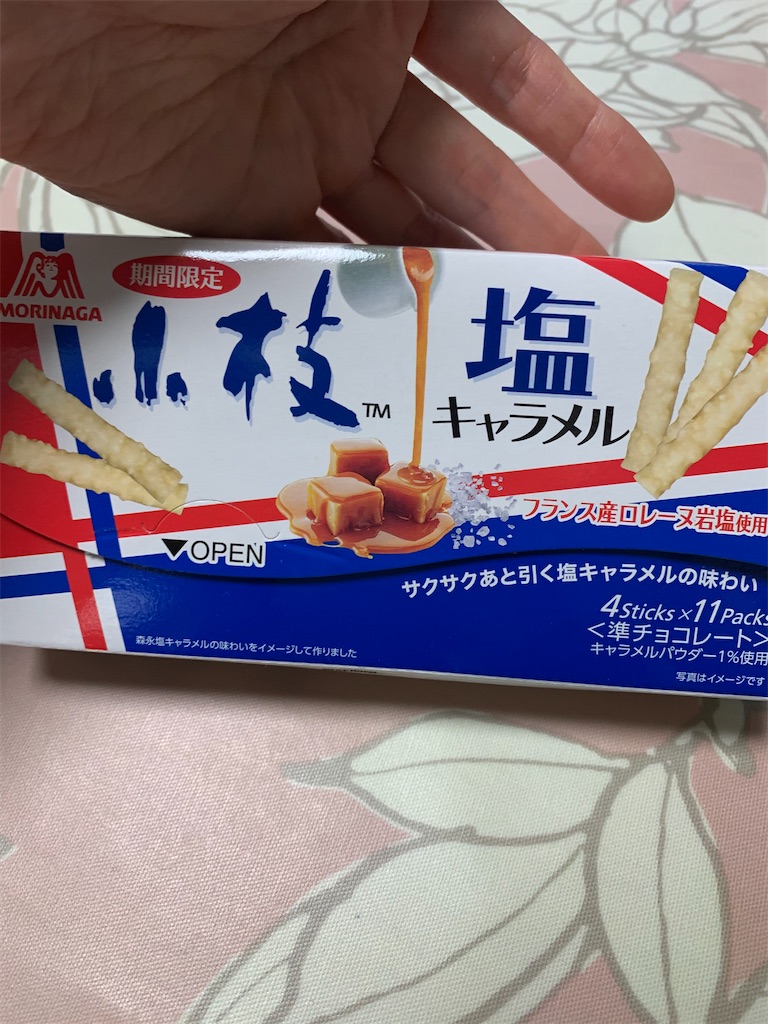 MORINAGA
期間限定
小枝™
塩
キャラメル
フランス産ロレーヌ岩塩使用
▼OPEN
サクサクあと引く塩キャラメルの味わい
4Sticks×11Packs
<準チョコレート>
キャラメルパウダー1%使用
森永塩キャラメルの味わいをイメージして作りました
写真はイメージです